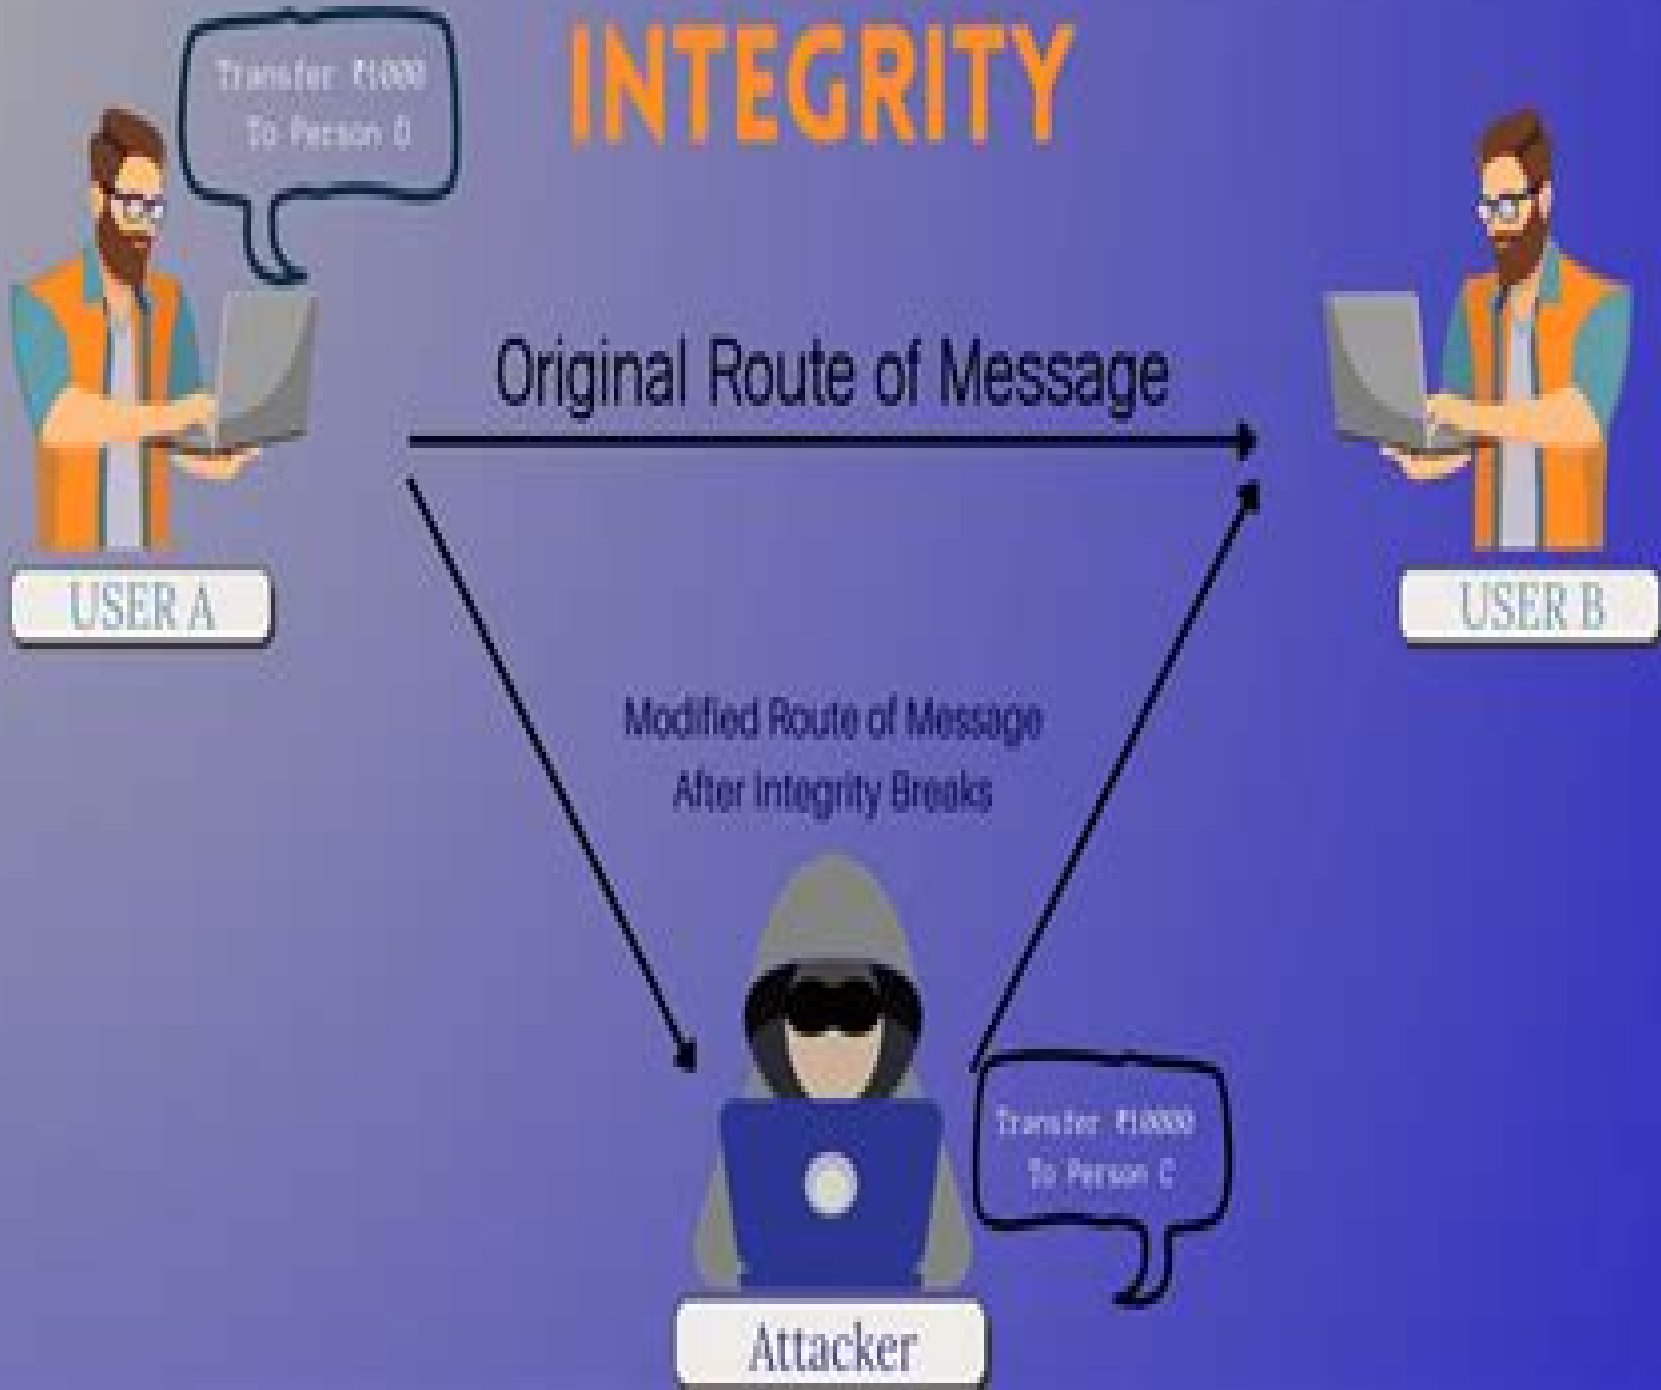 INTEGRITY
Transfer ₹1000
To Person D
Original Route of Message
USER A
USER B
Modified Route of Message
After Integrity Breaks
Transfer ₹10000
To Person C
Attacker